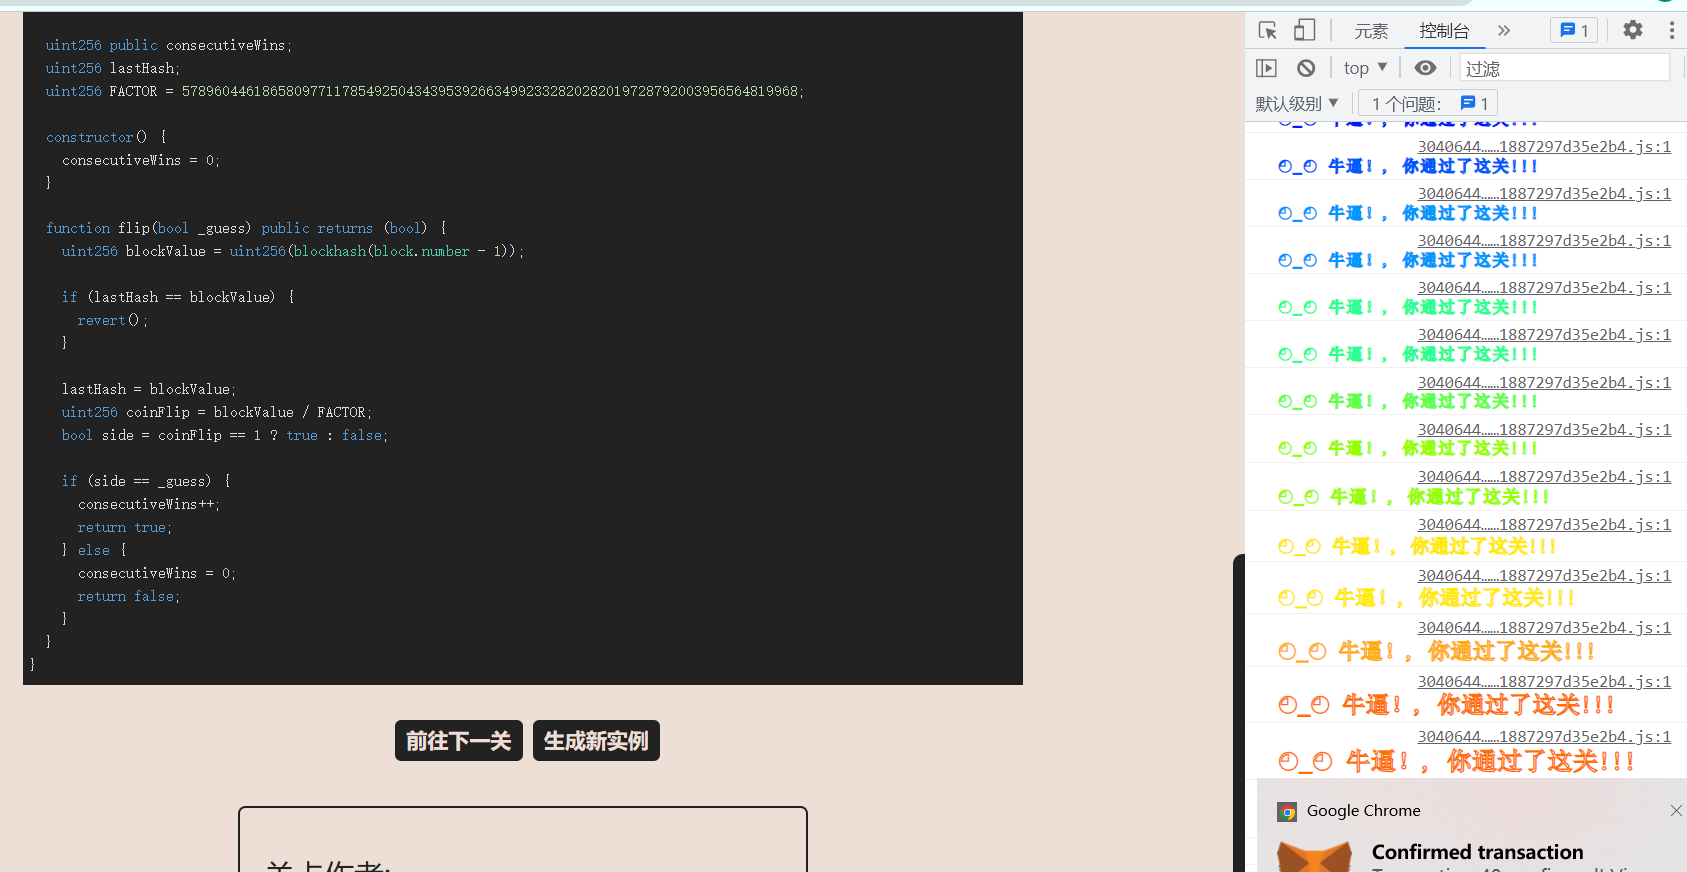 uint256 public consecutiveWins;
uint256 lastHash;
uint256 FACTOR = 57896044618658097711785492504343953926634992332820282019728792003956564819968;
constructor() {
consecutiveWins = 0;
}
function flip(bool _guess) public returns (bool) {
uint256 blockValue = uint256(blockhash(block.number - 1));
if (lastHash == blockValue) {
revert();
}
lastHash = blockValue;
uint256 coinFlip = blockValue / FACTOR;
bool side = coinFlip == 1 ? true : false;
if (side == _guess) {
consecutiveWins++;
return true;
} else {
consecutiveWins = 0;
return false;
}
}
}
前往下一关
生成新实例
关卡作者:
元素
控制台
1
top
过滤
默认级别
1 个问题:
1
◴_◴ 牛逼!, 你通过了这关!!!
3040644……1887297d35e2b4.js:1
◴_◴ 牛逼!, 你通过了这关!!!
3040644……1887297d35e2b4.js:1
◴_◴ 牛逼!, 你通过了这关!!!
3040644……1887297d35e2b4.js:1
◴_◴ 牛逼!, 你通过了这关!!!
3040644……1887297d35e2b4.js:1
◴_◴ 牛逼!, 你通过了这关!!!
3040644……1887297d35e2b4.js:1
◴_◴ 牛逼!, 你通过了这关!!!
3040644……1887297d35e2b4.js:1
◴_◴ 牛逼!, 你通过了这关!!!
3040644……1887297d35e2b4.js:1
◴_◴ 牛逼!, 你通过了这关!!!
3040644……1887297d35e2b4.js:1
◴_◴ 牛逼!, 你通过了这关!!!
3040644……1887297d35e2b4.js:1
◴_◴ 牛逼!, 你通过了这关!!!
3040644……1887297d35e2b4.js:1
◴_◴ 牛逼!, 你通过了这关!!!
3040644……1887297d35e2b4.js:1
◴_◴ 牛逼!, 你通过了这关!!!
3040644……1887297d35e2b4.js:1
◴_◴ 牛逼!, 你通过了这关!!!
3040644……1887297d35e2b4.js:1
◴_◴ 牛逼!, 你通过了这关!!!
Google Chrome
Confirmed transaction